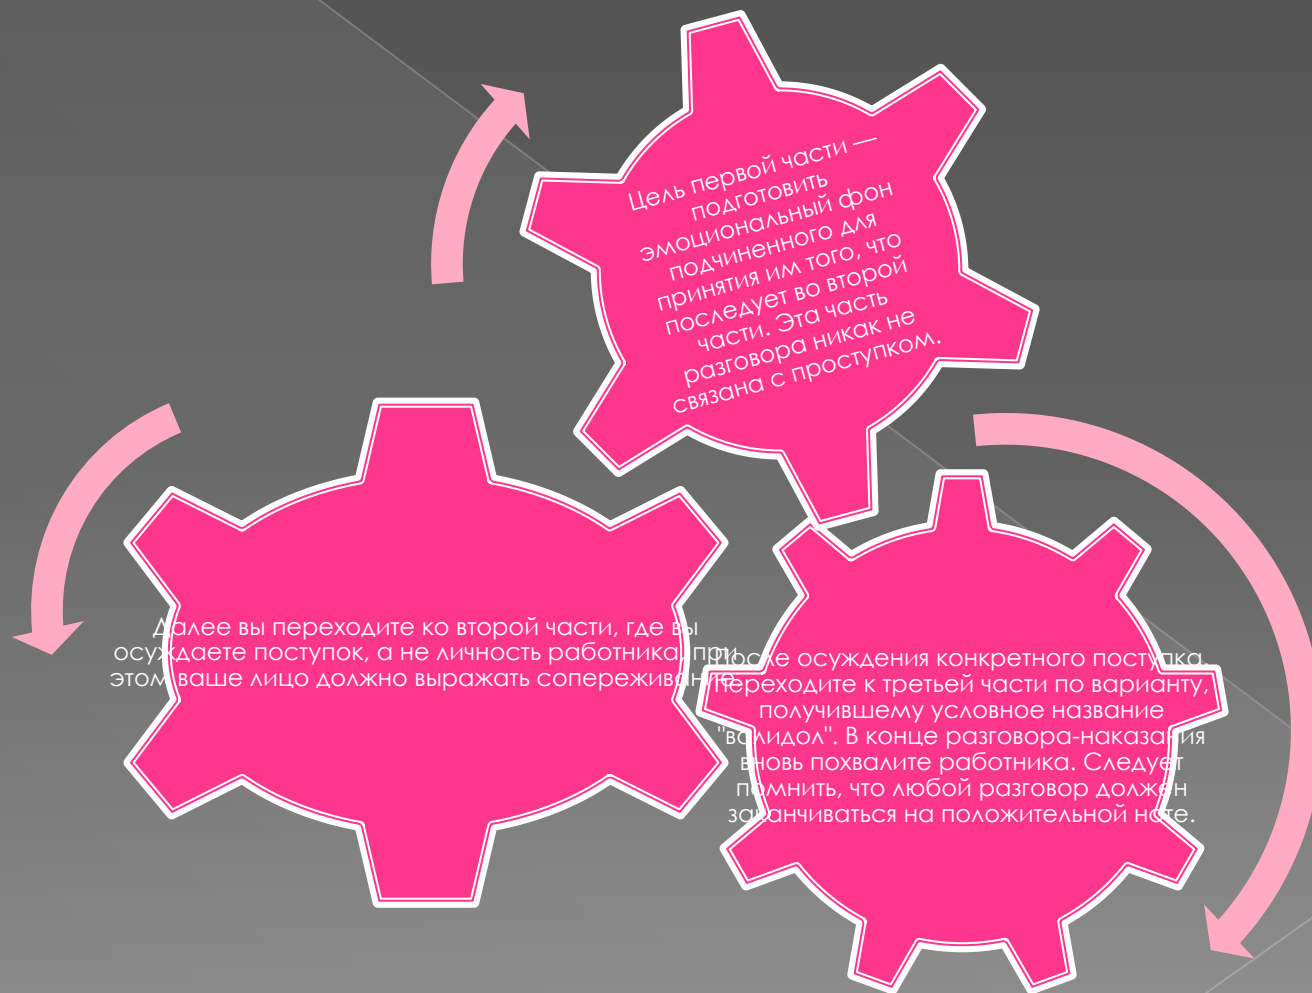 Цель первой части —
подготовить
эмоциональный фон
подчиненного для
принятия им того, что
последует во второй
части. Эта часть
разговора никак не
связана с проступком.
Далее вы переходите ко второй части, где вы
осуждаете поступок, а не личность работника, при
этом ваше лицо должно выражать сопереживание.
После осуждения конкретного поступка,
переходите к третьей части по варианту,
получившему условное название
"валидол". В конце разговора-наказания
вновь похвалите работника. Следует
помнить, что любой разговор должен
заканчиваться на положительной ноте.